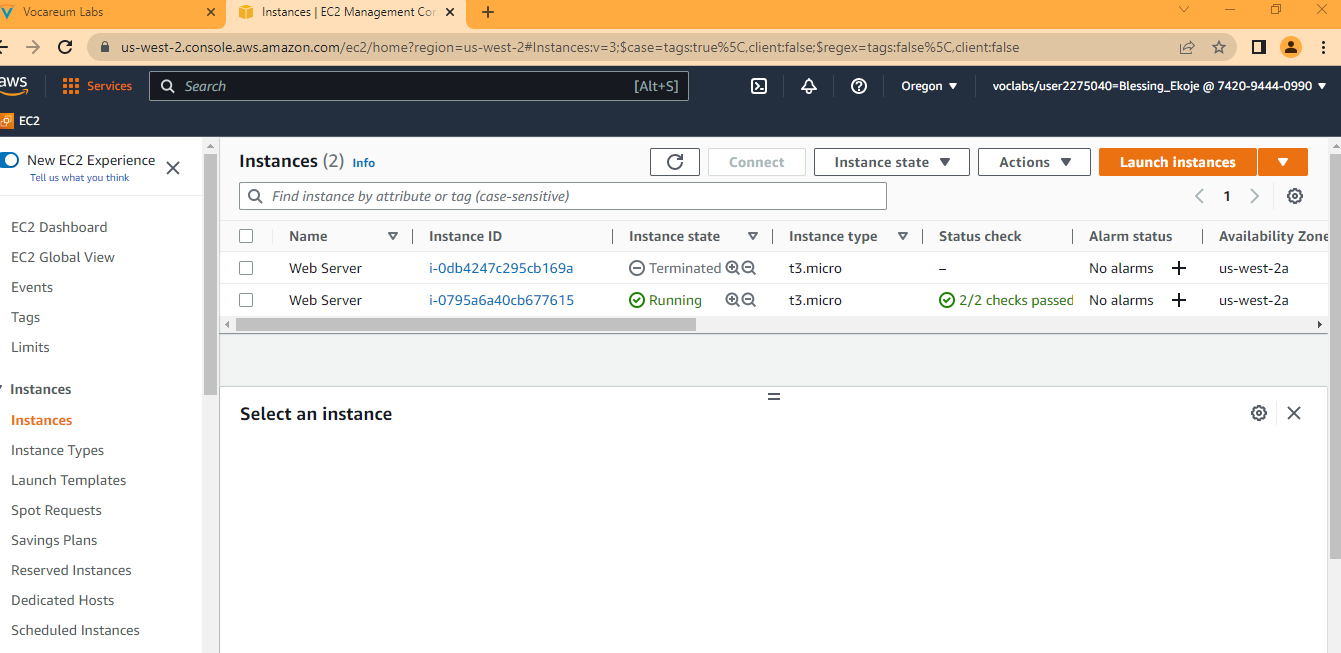 Vocareum Labs
Instances | EC2 Management Cor
us-west-2.console.aws.amazon.com/ec2/home?region=us-west-2#Instances:v=3;$case=tags:true%5C,client:false;$regex=tags:false%5C,client:false
aws Services Search [Alt+S] Oregon voclabs/user2275040=Blessing_Ekoje @ 7420-9444-0990
EC2
New EC2 Experience
Tell us what you think
EC2 Dashboard
EC2 Global View
Events
Tags
Limits
Instances
Instances
Instance Types
Launch Templates
Spot Requests
Savings Plans
Reserved Instances
Dedicated Hosts
Scheduled Instances
Instances (2) Info Connect Instance state Actions Launch instances
Find instance by attribute or tag (case-sensitive) 1
Name Instance ID Instance state Instance type Status check Alarm status Availability Zone
Web Server i-0db4247c295cb169a Terminated t3.micro – No alarms + us-west-2a
Web Server i-0795a6a40cb677615 Running t3.micro 2/2 checks passed No alarms + us-west-2a
Select an instance